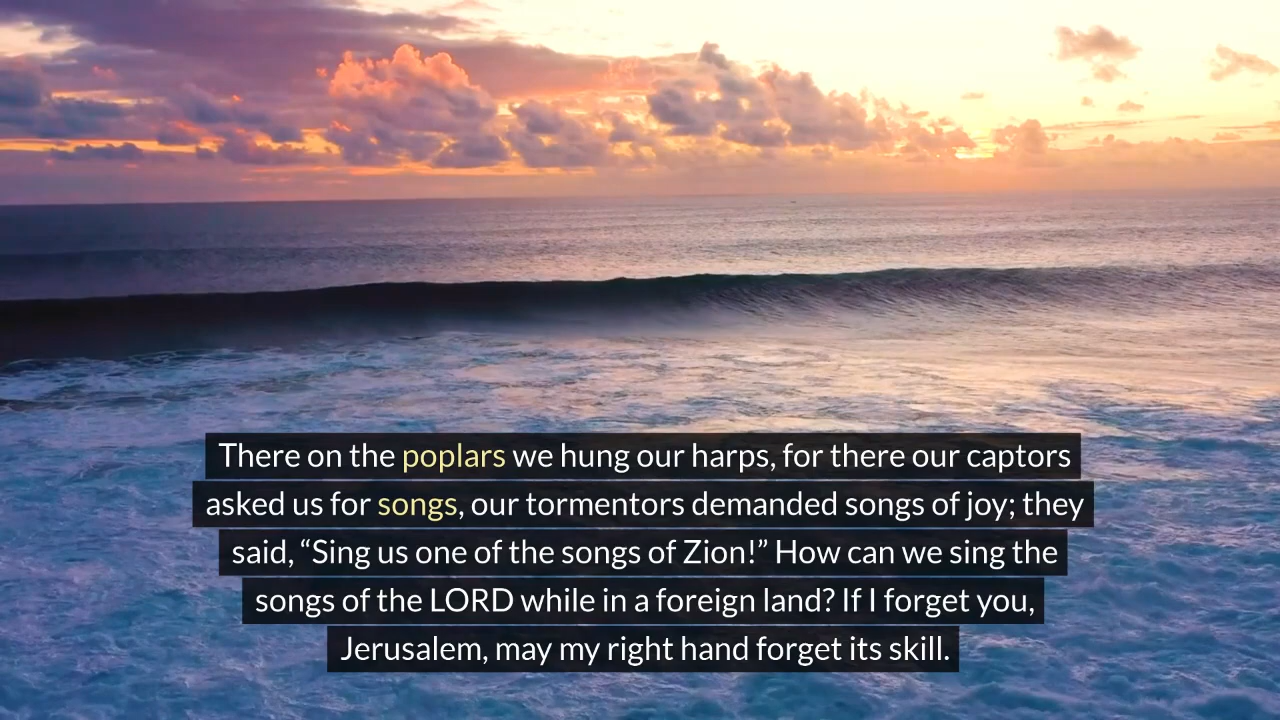 There on the poplars we hung our harps, for there our captors
asked us for songs, our tormentors demanded songs of joy; they
said, “Sing us one of the songs of Zion!” How can we sing the
songs of the LORD while in a foreign land? If I forget you,
Jerusalem, may my right hand forget its skill.